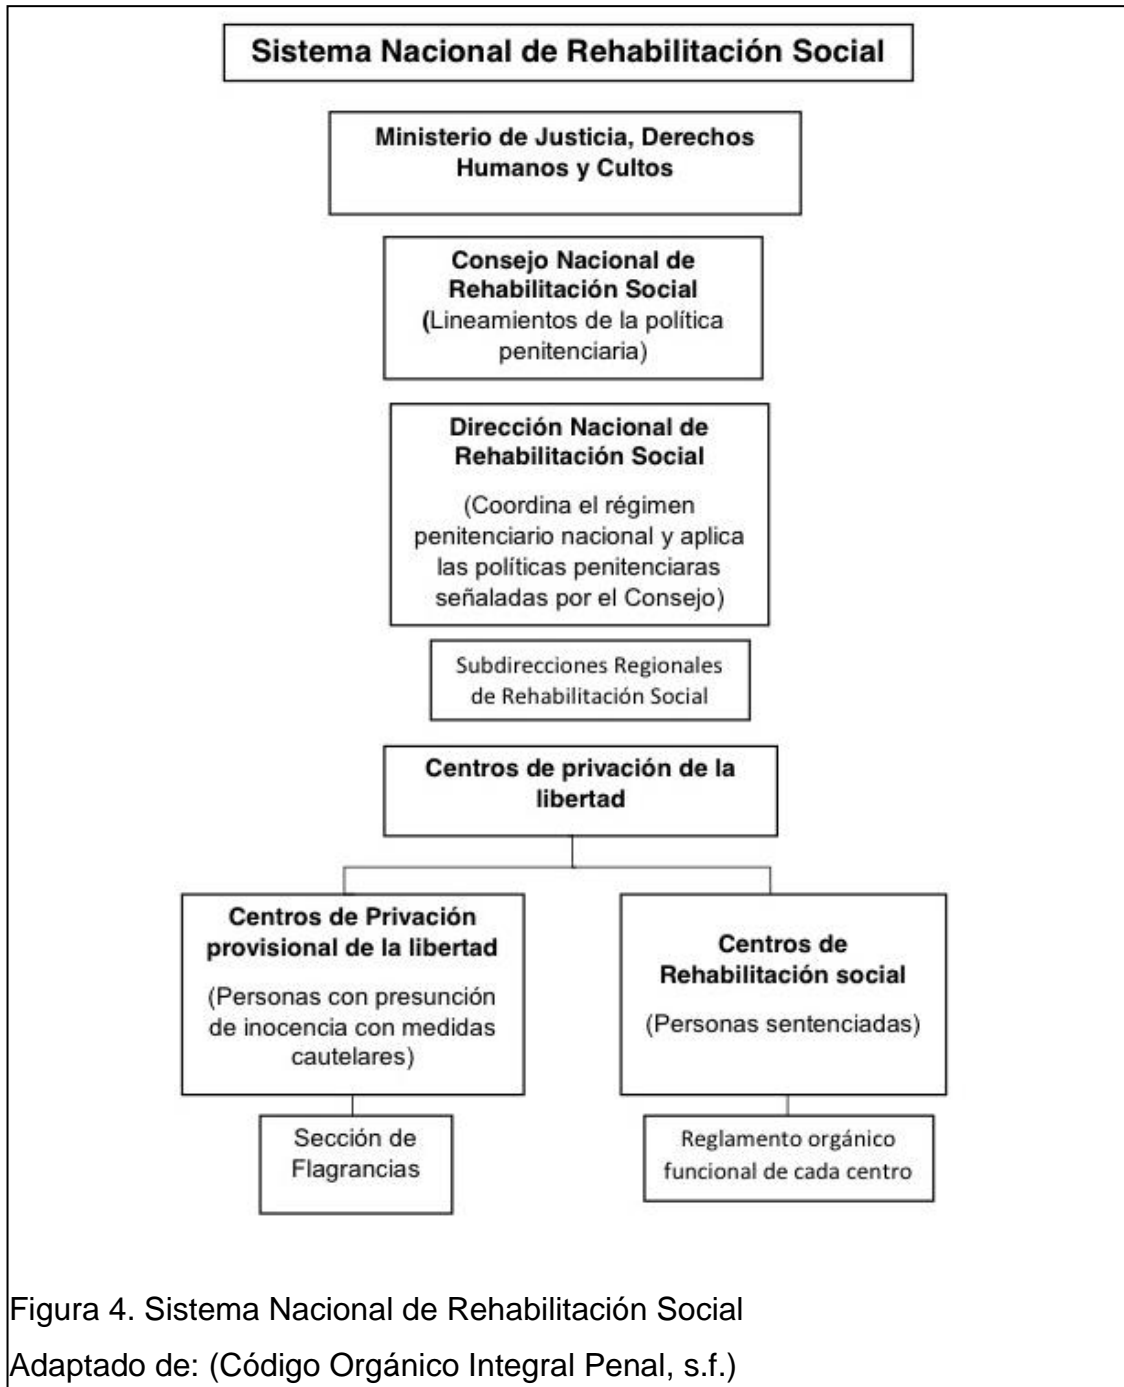 Sistema Nacional de Rehabilitación Social
Ministerio de Justicia, Derechos
Humanos y Cultos
Consejo Nacional de
Rehabilitación Social
(Lineamientos de la política
penitenciaria)
Dirección Nacional de
Rehabilitación Social
(Coordina el régimen
penitenciario nacional y aplica
las políticas penitenciaras
señaladas por el Consejo)
Subdirecciones Regionales
de Rehabilitación Social
Centros de privación de la
libertad
Centros de Privación
provisional de la libertad
(Personas con presunción
de inocencia con medidas
cautelares)
Centros de
Rehabilitación social
(Personas sentenciadas)
Sección de
Flagrancias
Reglamento orgánico
funcional de cada centro
Figura 4. Sistema Nacional de Rehabilitación Social
Adaptado de: (Código Orgánico Integral Penal, s.f.)